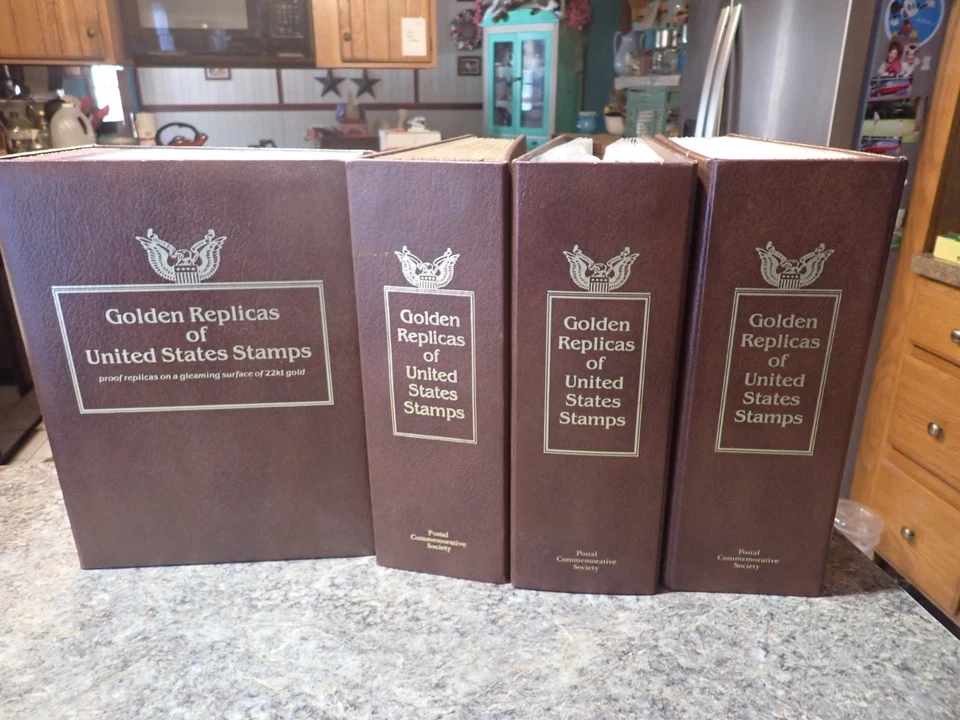 Golden Replicas
of
United States Stamps
proof replicas on a gleaming surface of 22kt gold
Golden
Replicas
of
United
States
Stamps
Postal
Commemorative
Society
Golden
Replicas
of
United
States
Stamps
Postal
Commemorative
Society
Golden
Replicas
of
United
States
Stamps
Postal
Commemorative
Society